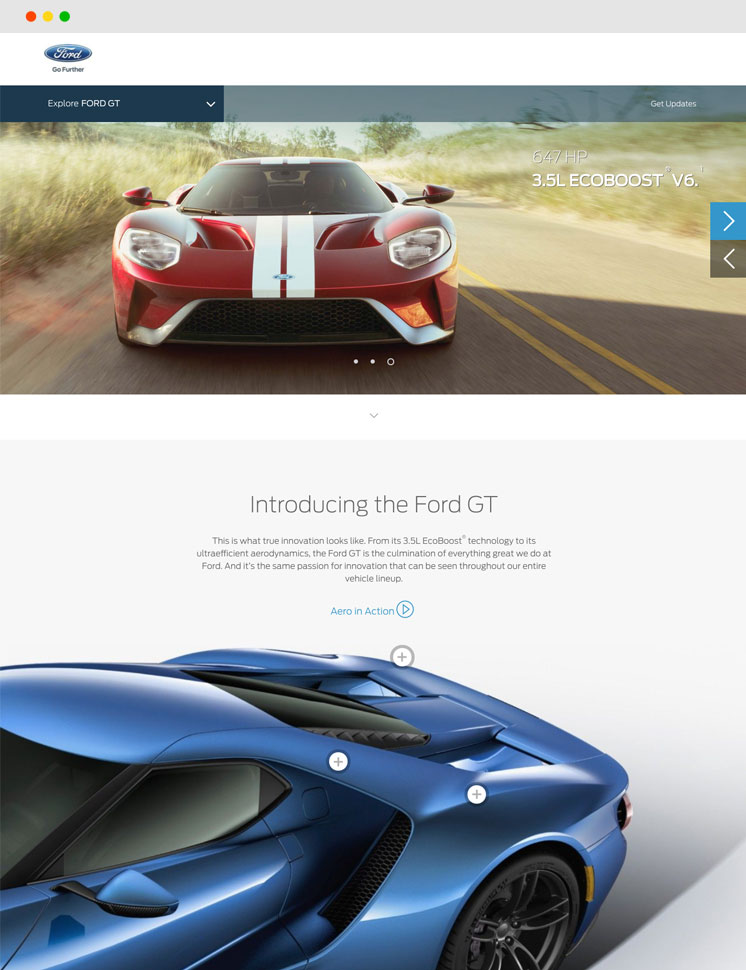 Ford
Go Further
Explore FORD GT
Get Updates
647 HP
3.5L ECOBOOST® V6.¹
Introducing the Ford GT
This is what true innovation looks like. From its 3.5L EcoBoost® technology to its
ultraefficient aerodynamics, the Ford GT is the culmination of everything great we do at
Ford. And it's the same passion for innovation that can be seen throughout our entire
vehicle lineup.
Aero in Action